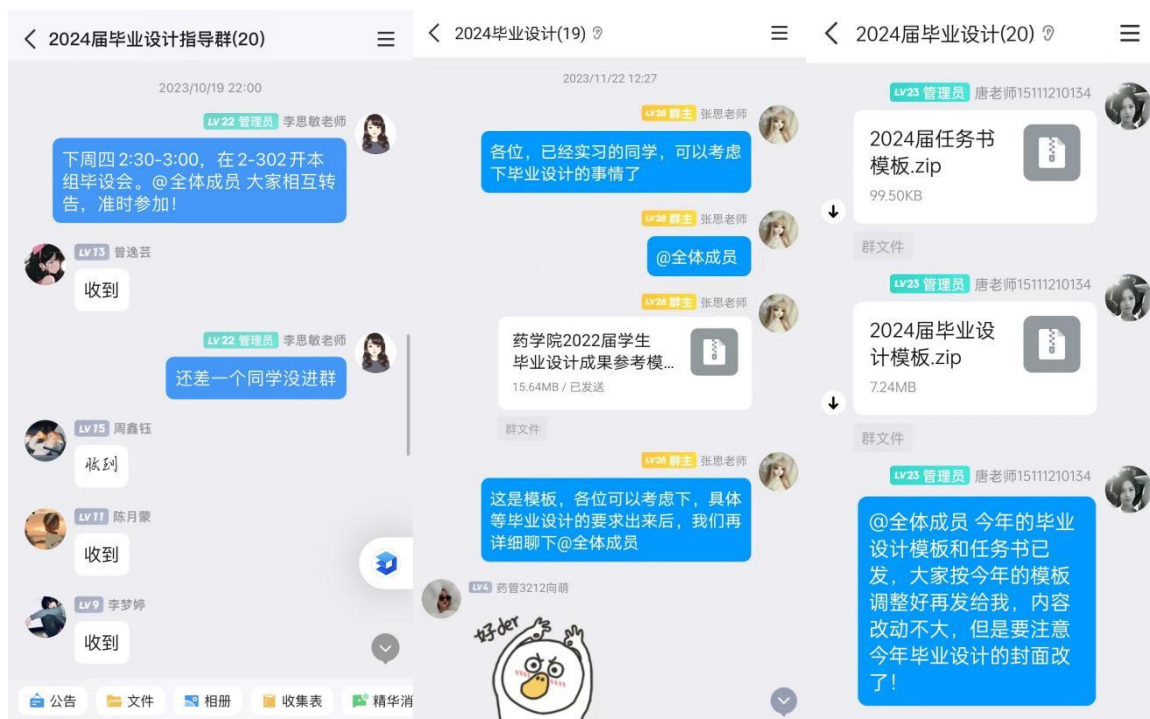 2024届毕业设计指导群(20)
2023/10/19 22:00
LV22 管理员 李思敏老师
下周四2:30-3:00，在2-302开本
组毕设会。@全体成员 大家相互转
告，准时参加！
LV13 曾逸芸
收到
LV22 管理员 李思敏老师
还差一个同学没进群
LV15 周鑫钰
收到
LV11 陈月蒙
收到
LV9 李梦婷
收到
公告 文件 相册 收集表 精华消
2024毕业设计(19)
2023/11/22 12:27
LV26 群主 张思老师
各位，已经实习的同学，可以考虑
下毕业设计的事情了
LV26 群主 张思老师
@全体成员
LV26 群主 张思老师
药学院2022届学生
毕业设计成果参考模...
15.64MB / 已发送
群文件
LV26 群主 张思老师
这是模板，各位可以考虑下，具体
等毕业设计的要求出来后，我们再
详细聊下@全体成员
LV4 药管3212向萌
好der
2024届毕业设计(20)
LV23 管理员 唐老师15111210134
2024届任务书
模板.zip
99.50KB
群文件
LV23 管理员 唐老师15111210134
2024届毕业设
计模板.zip
7.24MB
群文件
LV23 管理员 唐老师15111210134
@全体成员 今年的毕业
设计模板和任务书已
发，大家按今年的模板
调整好再发给我，内容
改动不大，但是要注意
今年毕业设计的封面改
了！